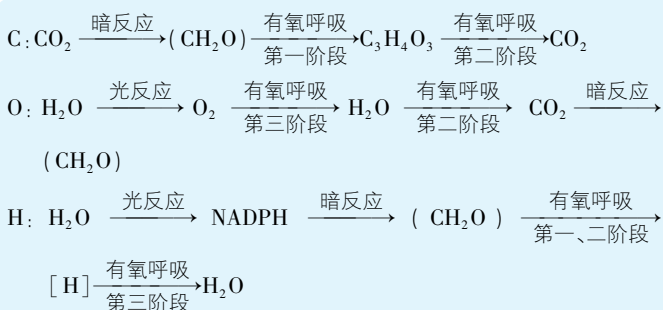 C:CO₂ —暗反应→(CH₂O) —有氧呼吸/第一阶段→C₃H₄O₃ —有氧呼吸/第二阶段→CO₂
O: H₂O —光反应→ O₂ —有氧呼吸/第三阶段→ H₂O —有氧呼吸/第二阶段→ CO₂ —暗反应→
(CH₂O)
H: H₂O —光反应→ NADPH —暗反应→ (CH₂O) —有氧呼吸/第一、二阶段→
[H] —有氧呼吸/第三阶段→H₂O